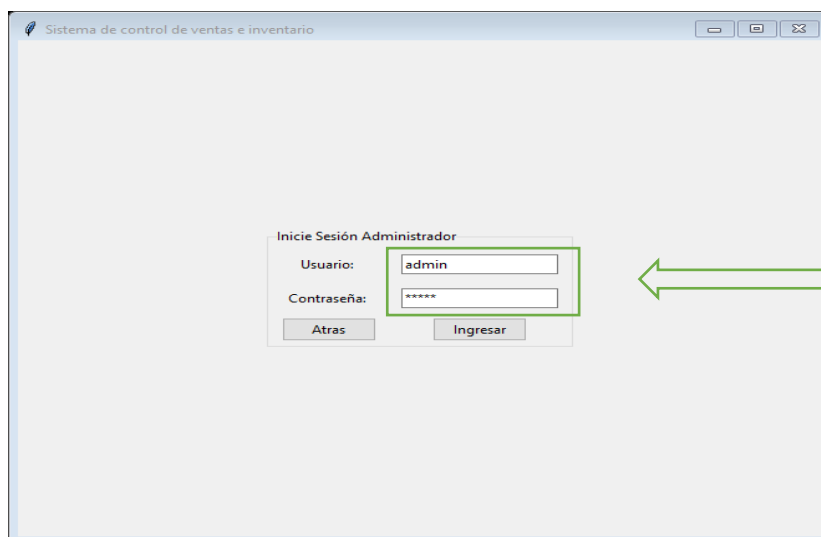 Sistema de control de ventas e inventario
Inicie Sesión Administrador
Usuario: admin
Contraseña: *****
Atras Ingresar